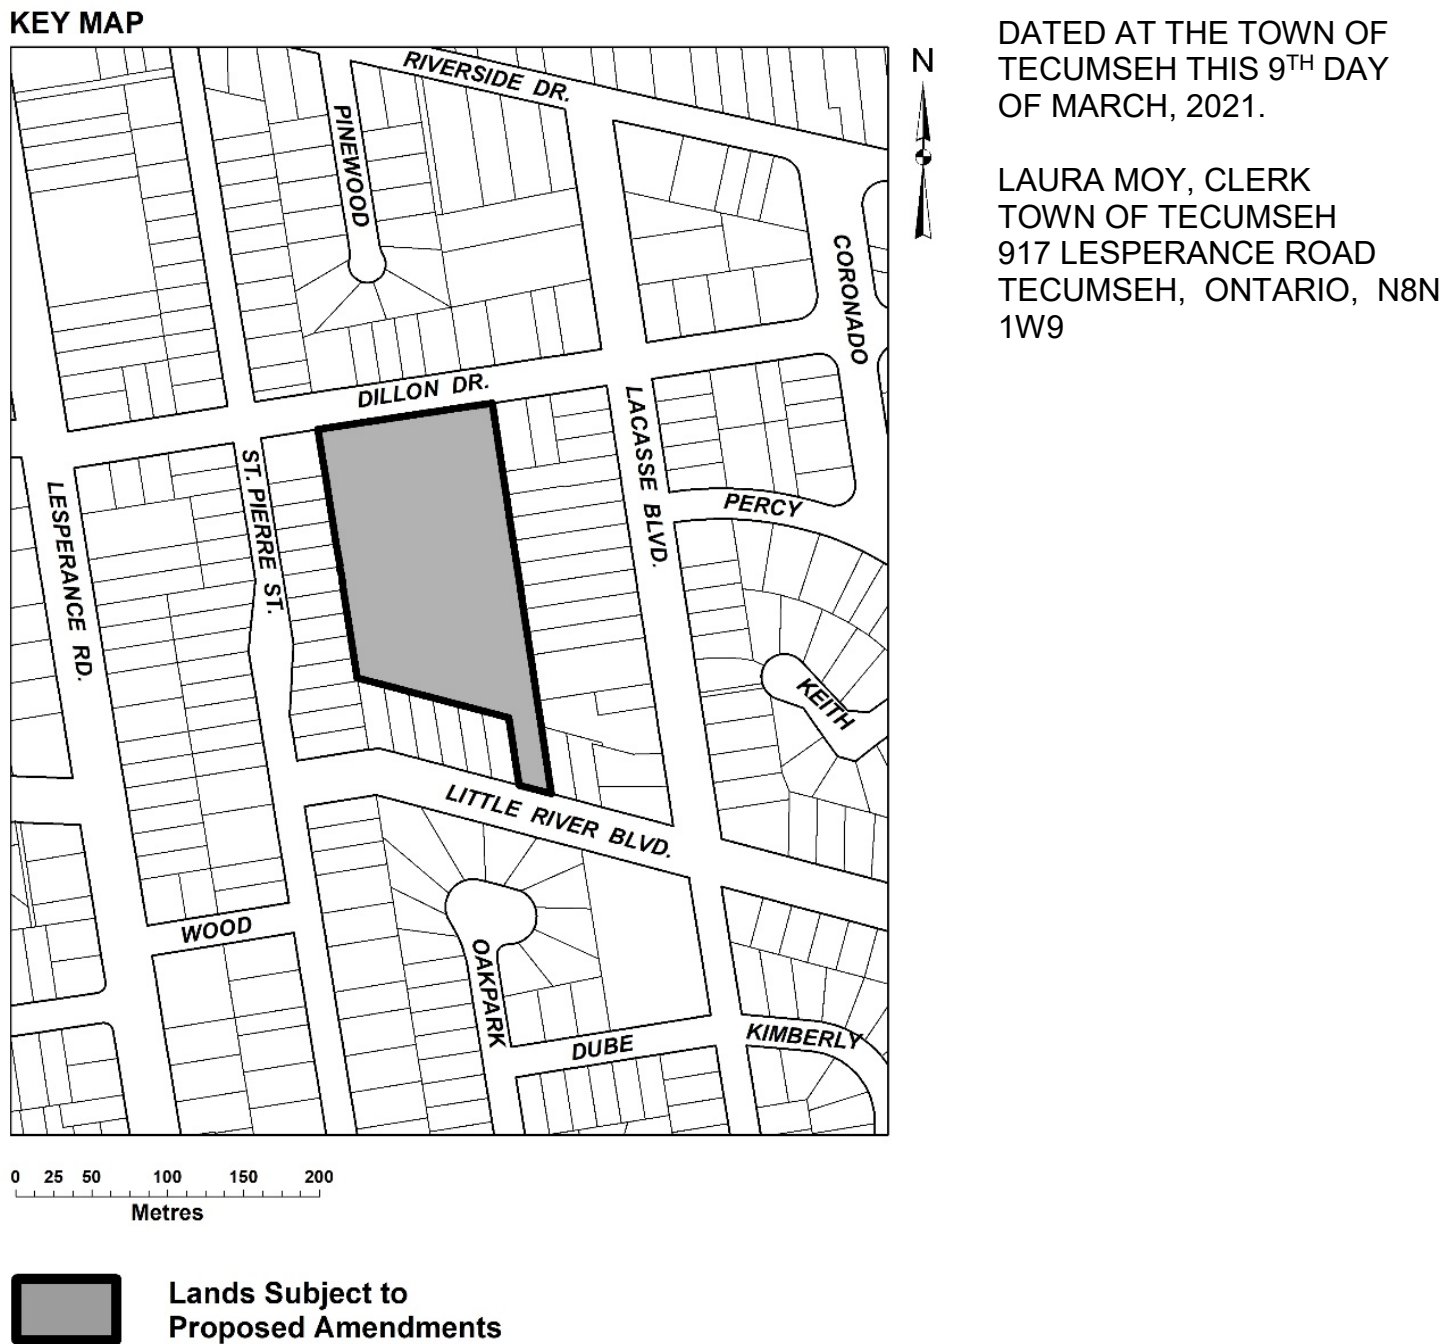 KEY MAP
N
DATED AT THE TOWN OF
TECUMSEH THIS 9TH DAY
OF MARCH, 2021.
LAURA MOY, CLERK
TOWN OF TECUMSEH
917 LESPERANCE ROAD
TECUMSEH, ONTARIO, N8N
1W9
RIVERSIDE DR.
PINEWOOD
CORONADO
DILLON DR.
LACASSE BLVD.
ST. PIERRE ST.
LESPERANCE RD.
PERCY
KEITH
LITTLE RIVER BLVD.
WOOD
OAKPARK
DUBE
KIMBERLY
0 25 50 100 150 200
Metres
Lands Subject to
Proposed Amendments